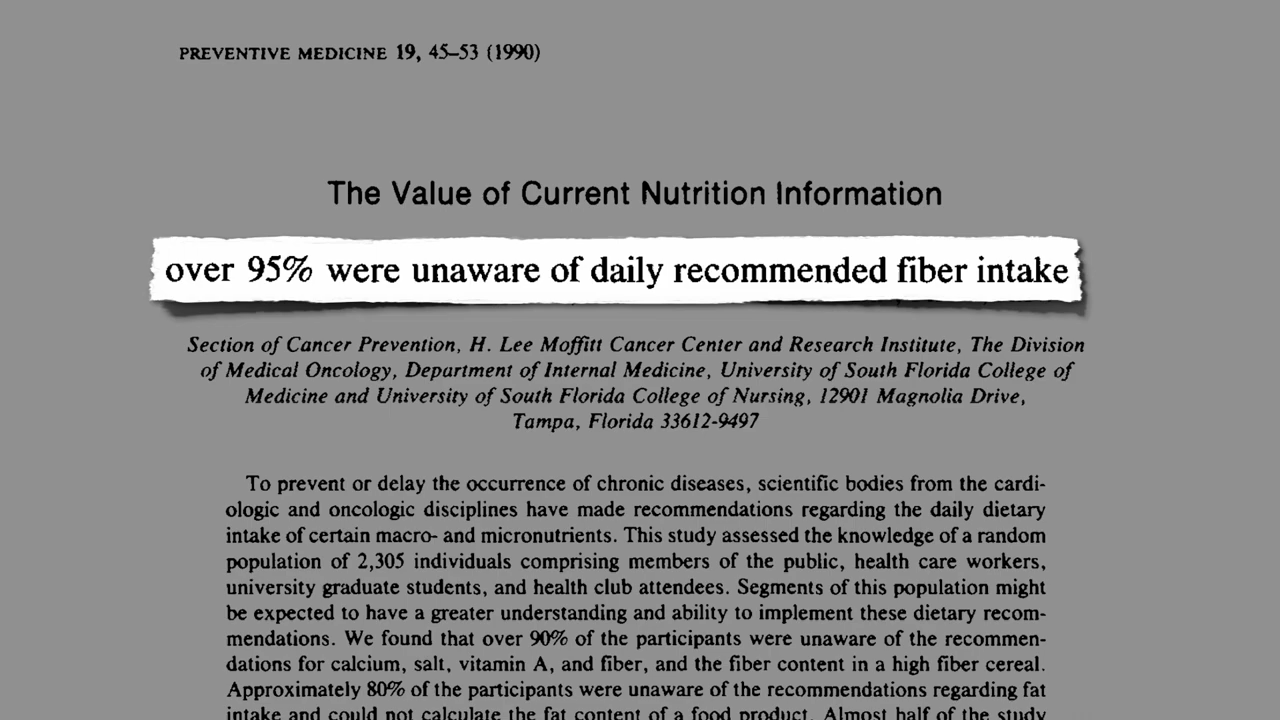 PREVENTIVE MEDICINE 19, 45–53 (1990)
The Value of Current Nutrition Information
over 95% were unaware of daily recommended fiber intake
Section of Cancer Prevention, H. Lee Moffitt Cancer Center and Research Institute, The Division
of Medical Oncology, Department of Internal Medicine, University of South Florida College of
Medicine and University of South Florida College of Nursing, 12901 Magnolia Drive,
Tampa, Florida 33612-9497
To prevent or delay the occurrence of chronic diseases, scientific bodies from the cardi-
ologic and oncologic disciplines have made recommendations regarding the daily dietary
intake of certain macro- and micronutrients. This study assessed the knowledge of a random
population of 2,305 individuals comprising members of the public, health care workers,
university graduate students, and health club attendees. Segments of this population might
be expected to have a greater understanding and ability to implement these dietary recom-
mendations. We found that over 90% of the participants were unaware of the recommen-
dations for calcium, salt, vitamin A, and fiber, and the fiber content in a high fiber cereal.
Approximately 80% of the participants were unaware of the recommendations regarding fat
intake and could not calculate the fat content of a food product. Almost half of the study